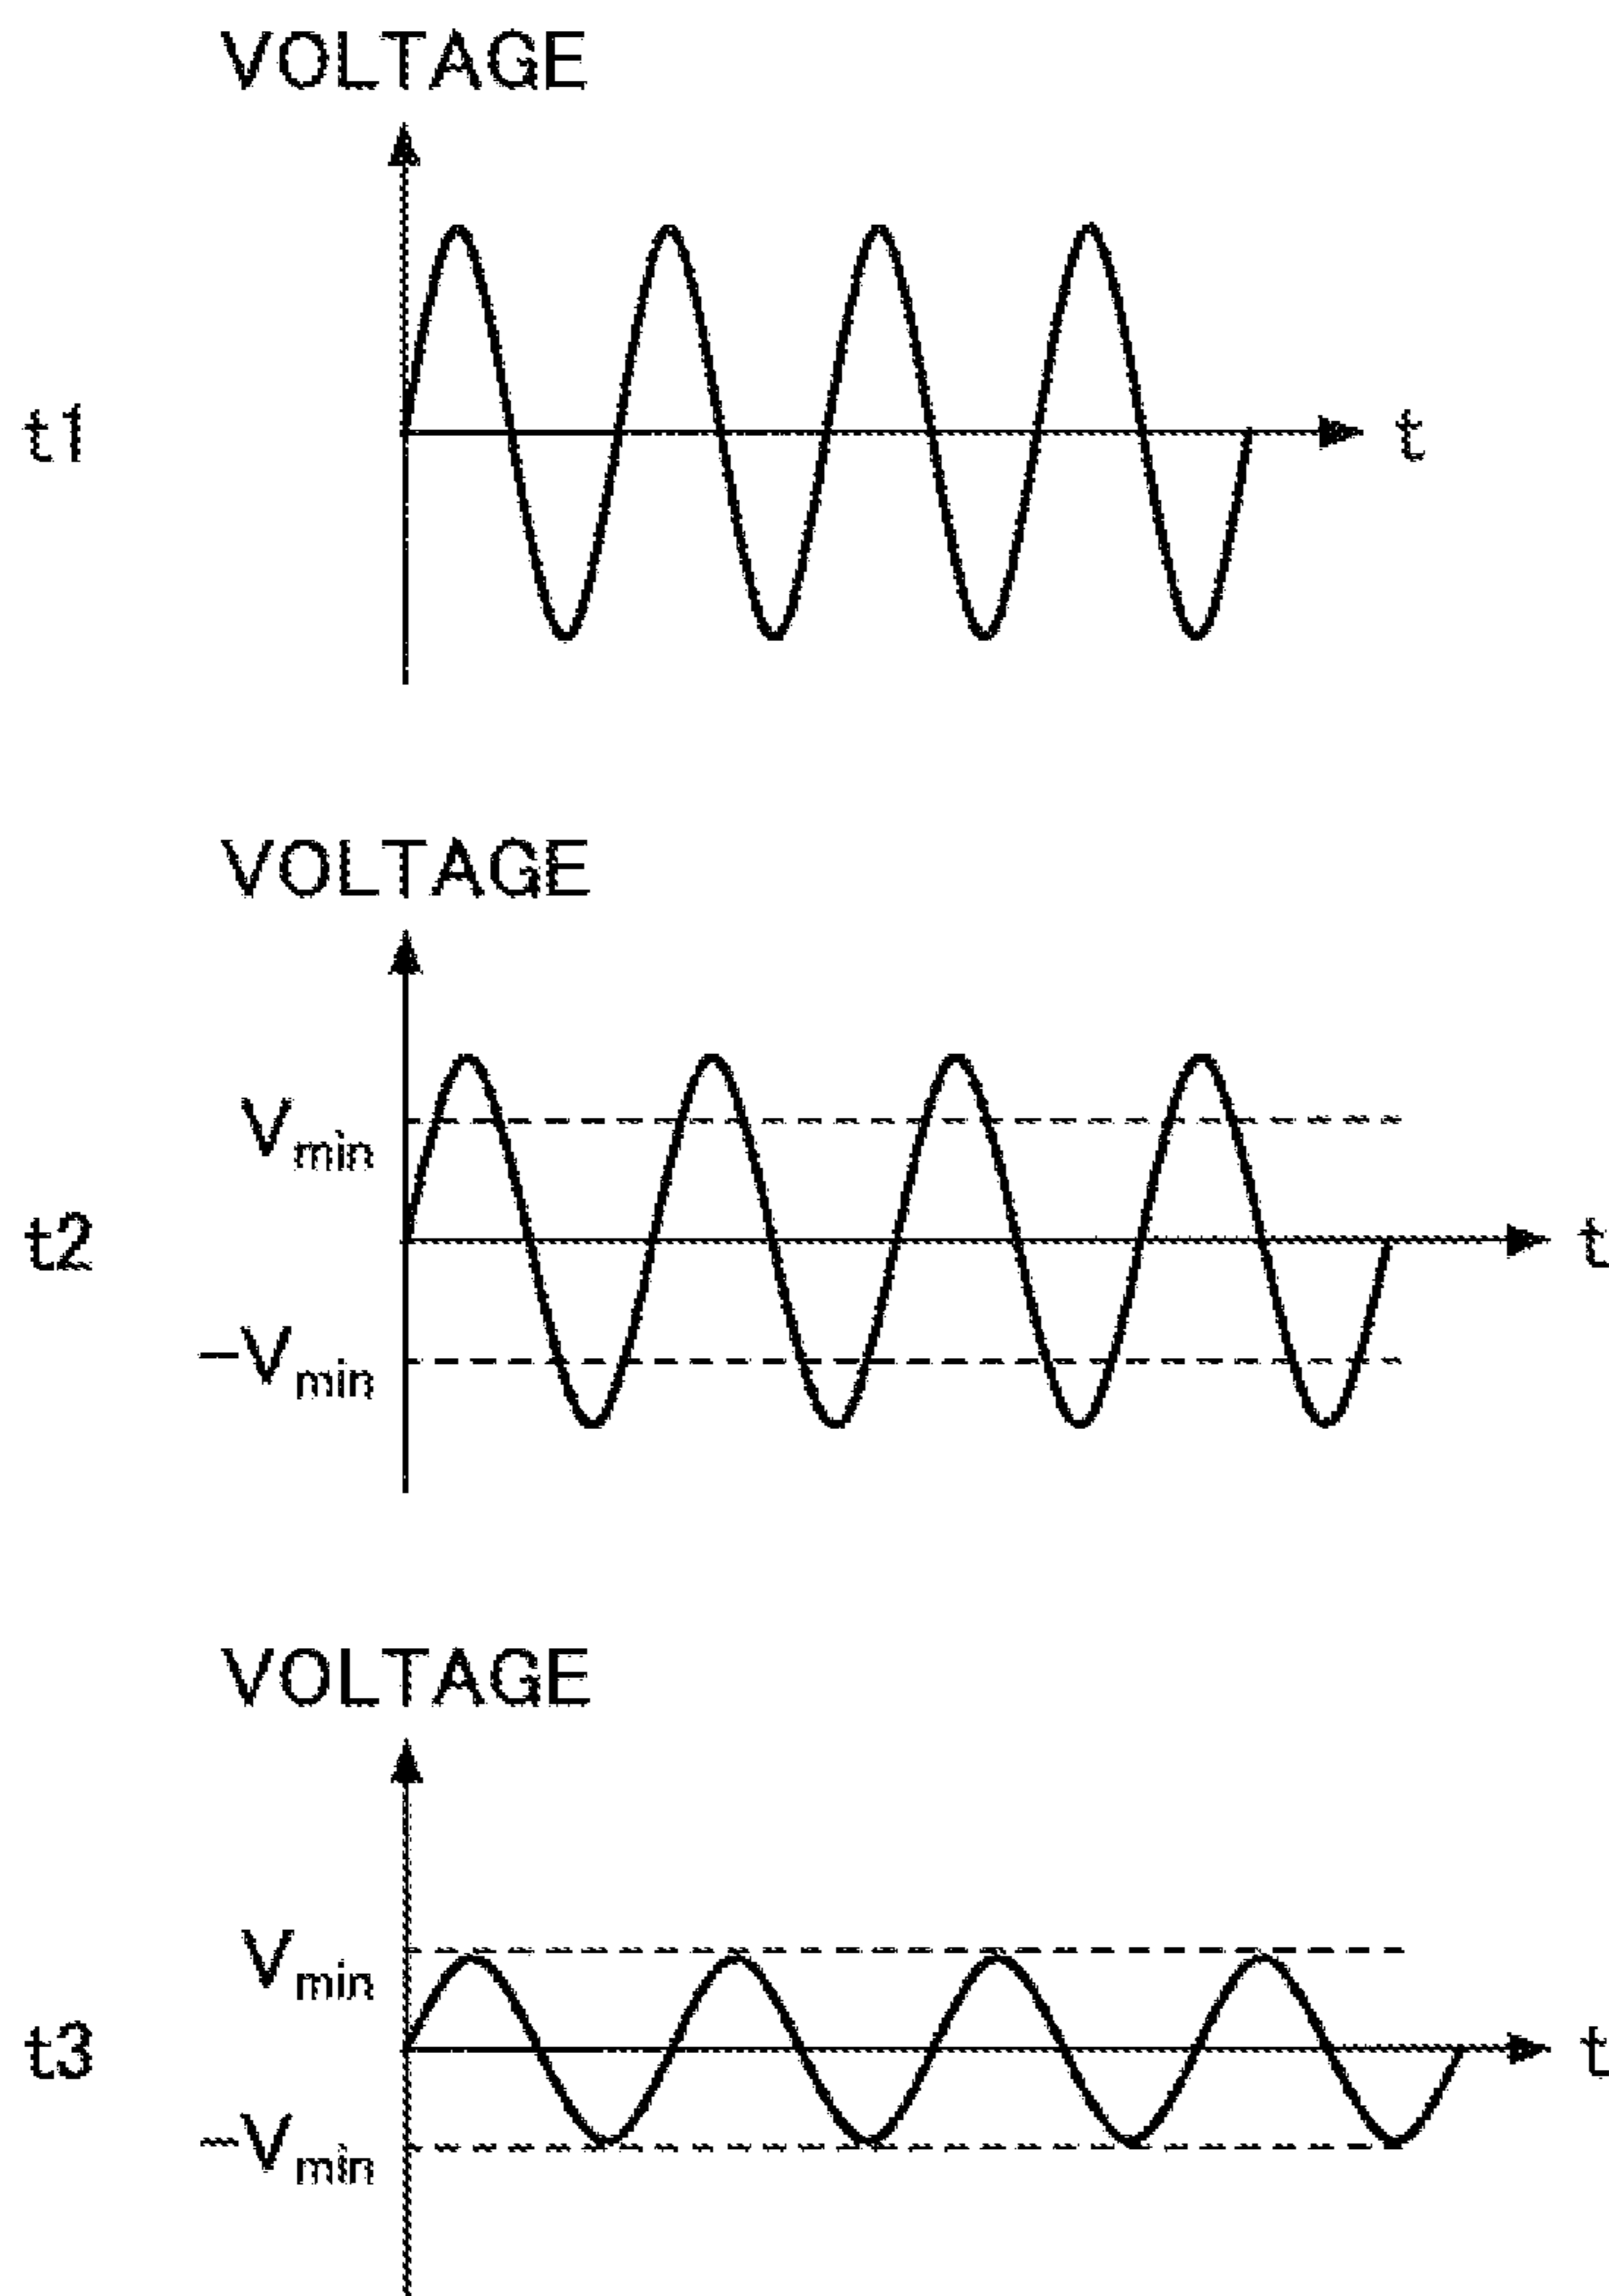 VOLTAGE
t1
t
VOLTAGE
Vmin
t2
t
-Vmin
VOLTAGE
Vmin
t3
t
-Vmin